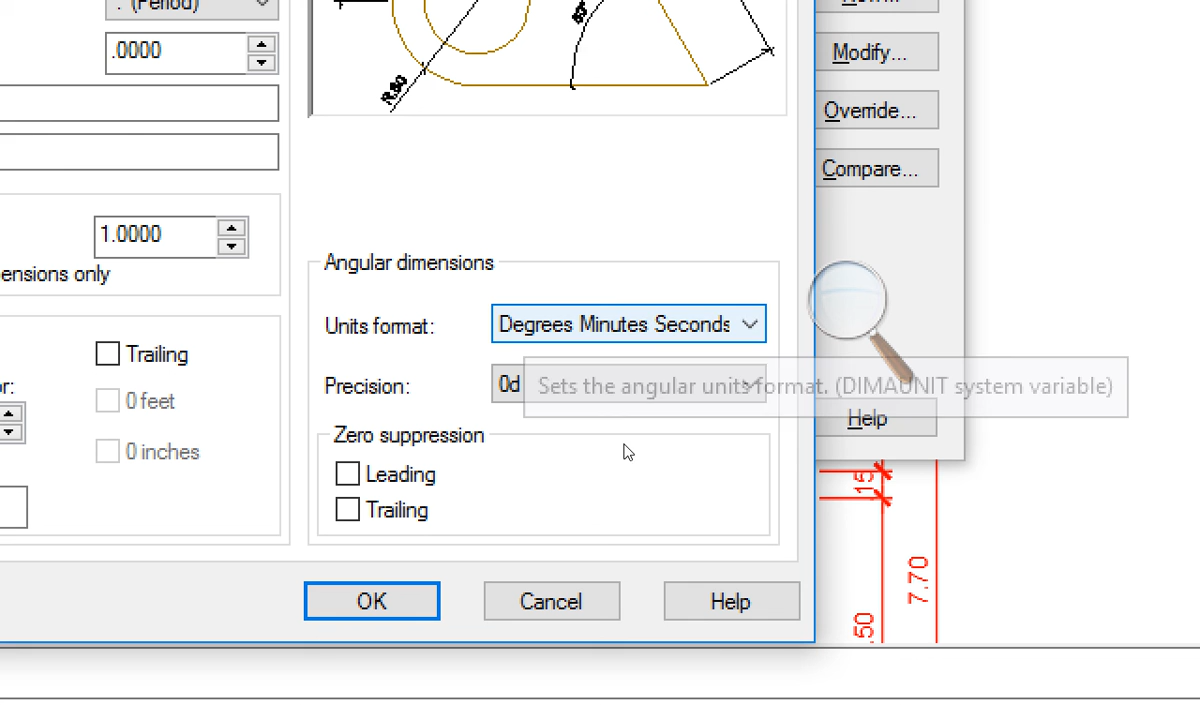 . (Period)
.0000
Modify...
R.80
Override...
Compare...
1.0000
ensions only
Angular dimensions
Units format:
Degrees Minutes Seconds
Trailing
or:
Precision:
0d
Sets the angular units format. (DIMAUNIT system variable)
0 feet
Help
Zero suppression
0 inches
Leading
15
Trailing
7.70
OK
Cancel
Help
.50